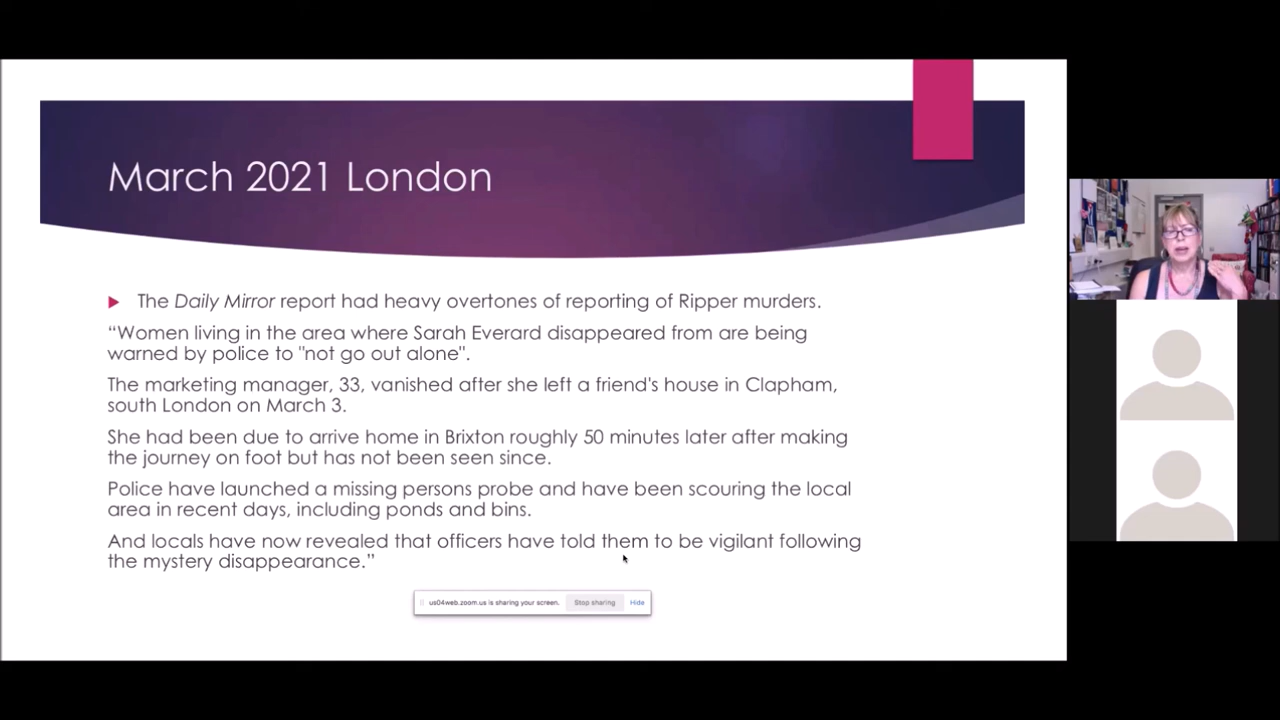 March 2021 London
The Daily Mirror report had heavy overtones of reporting of Ripper murders.
“Women living in the area where Sarah Everard disappeared from are being
warned by police to "not go out alone".
The marketing manager, 33, vanished after she left a friend's house in Clapham,
south London on March 3.
She had been due to arrive home in Brixton roughly 50 minutes later after making
the journey on foot but has not been seen since.
Police have launched a missing persons probe and have been scouring the local
area in recent days, including ponds and bins.
And locals have now revealed that officers have told them to be vigilant following
the mystery disappearance.”
us04web.zoom.us is sharing your screen. Stop sharing Hide